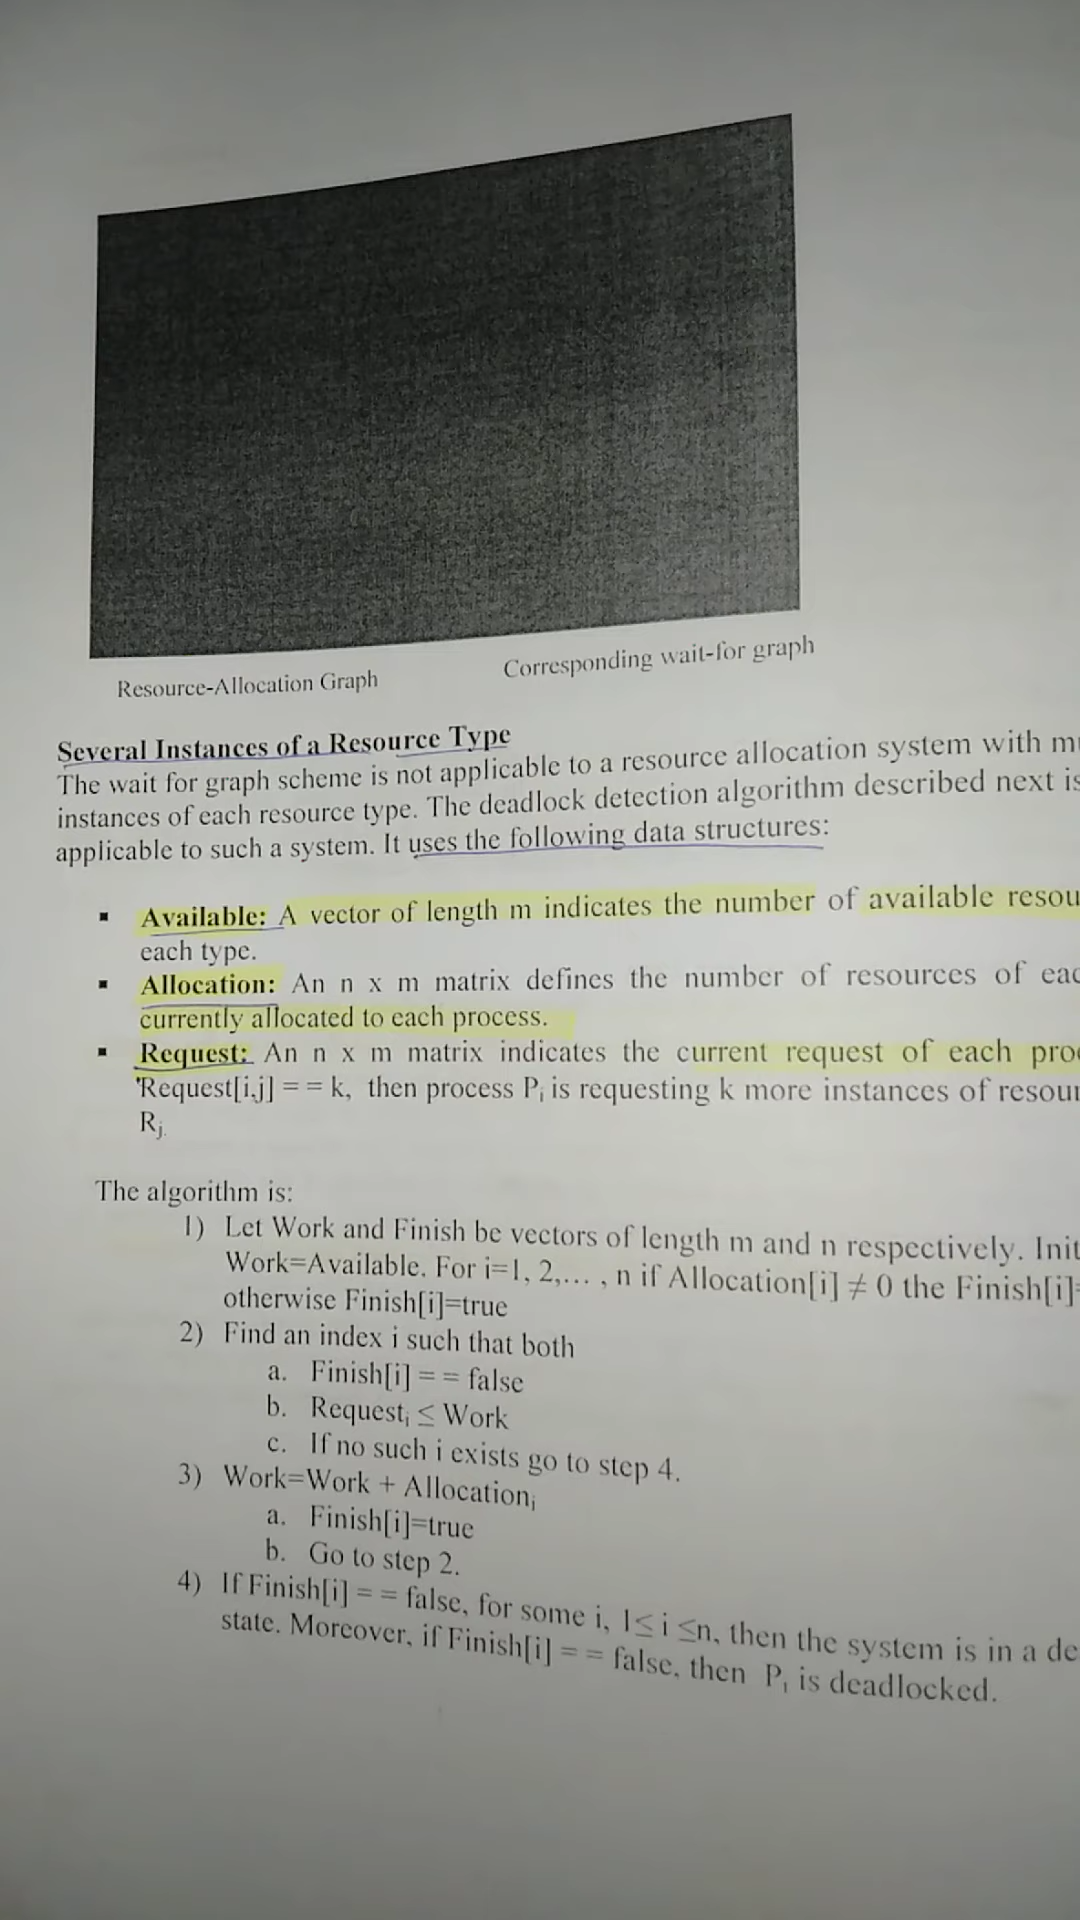 Resource-Allocation Graph
Corresponding wait-for graph
Several Instances of a Resource Type
The wait for graph scheme is not applicable to a resource allocation system with
instances of each resource type. The deadlock detection algorithm described next is
applicable to such a system. It uses the following data structures:
▪ Available: A vector of length m indicates the number of available resou
each type.
▪ Allocation: An n x m matrix defines the number of resources of eac
currently allocated to each process.
▪ Request: An n x m matrix indicates the current request of each proc
Request[i,j] = = k, then process Pi is requesting k more instances of resour
Rj.
The algorithm is:
1) Let Work and Finish be vectors of length m and n respectively. Init
Work=Available. For i=1, 2,... , n if Allocation[i] ≠ 0 the Finish[i]=
otherwise Finish[i]=true
2) Find an index i such that both
a. Finish[i] = = false
b. Requesti ≤ Work
c. If no such i exists go to step 4.
3) Work=Work + Allocationi
a. Finish[i]=true
b. Go to step 2.
4) If Finish[i] = = false, for some i, 1≤ i ≤n, then the system is in a de
state. Moreover, if Finish[i] = = false, then Pi is deadlocked.